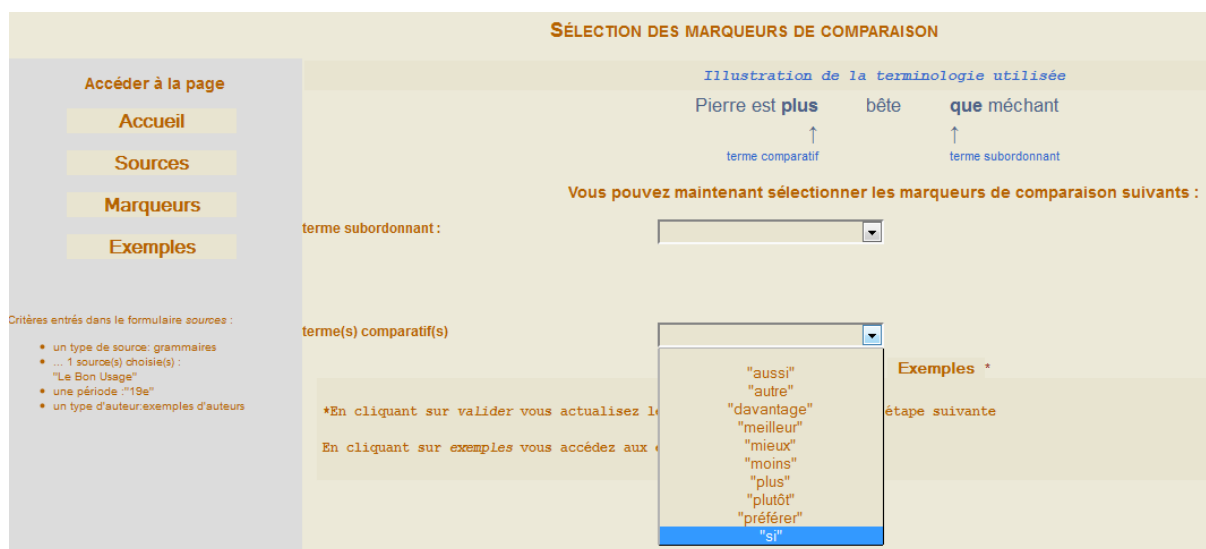 SÉLECTION DES MARQUEURS DE COMPARAISON
Accéder à la page
Accueil
Sources
Marqueurs
Exemples
Critères entrés dans le formulaire sources :
un type de source: grammaires
... 1 source(s) choisie(s) :
"Le Bon Usage"
une période :"19e"
un type d'auteur:exemples d'auteurs
Illustration de la terminologie utilisée
Pierre est plus bête que méchant
↑ ↑
terme comparatif terme subordonnant
Vous pouvez maintenant sélectionner les marqueurs de comparaison suivants :
terme subordonnant :
terme(s) comparatif(s)
"aussi"
"autre"
"davantage"
"meilleur"
"mieux"
"moins"
"plus"
"plutôt"
"préférer"
"si"
Exemples *
*En cliquant sur valider vous actualisez étape suivante
En cliquant sur exemples vous accédez aux